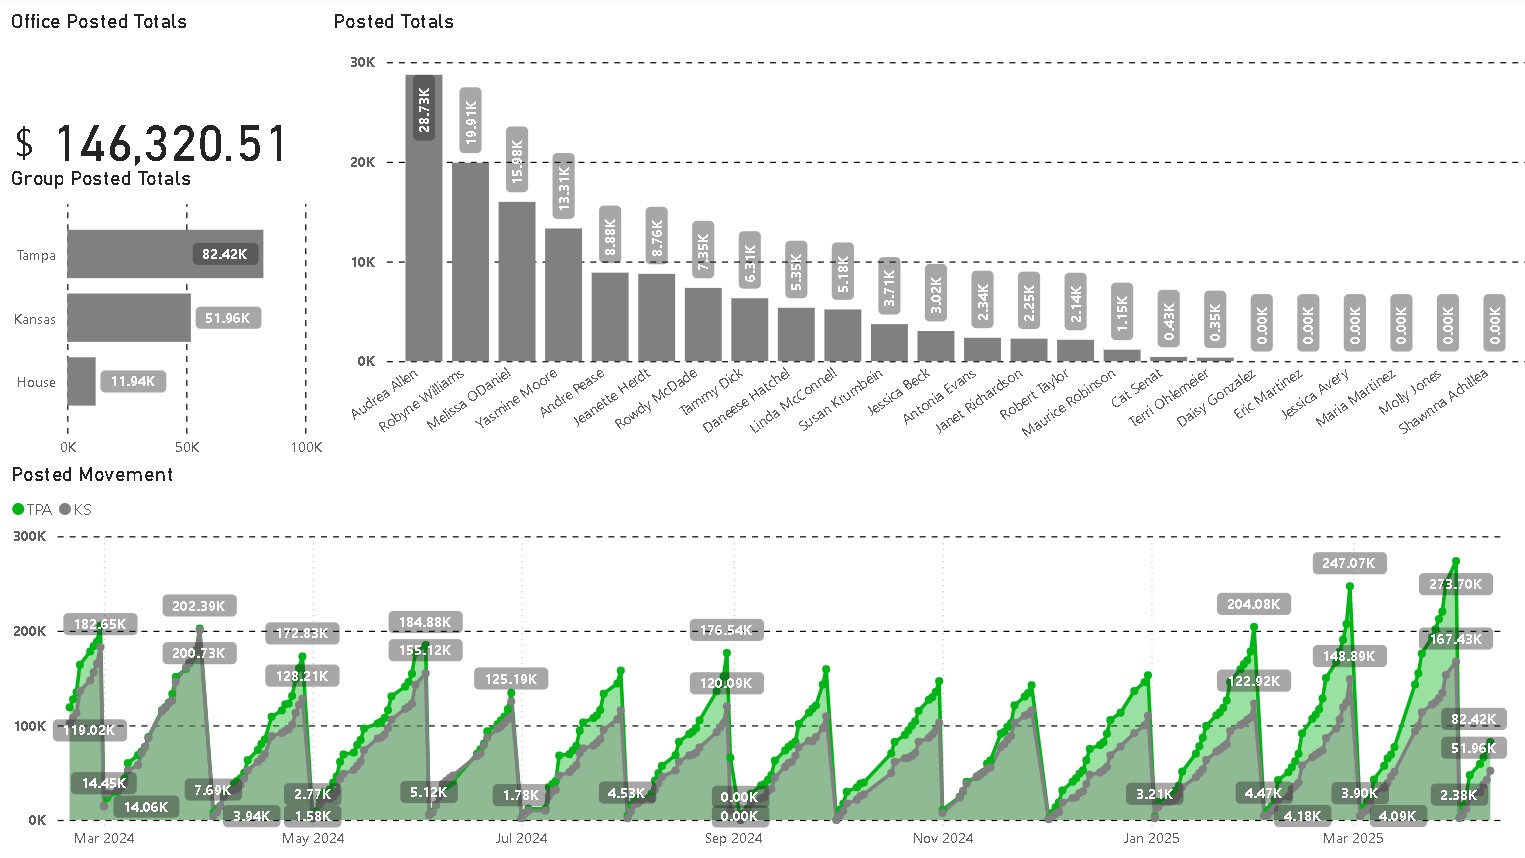 Office Posted Totals
$ 146,320.51
Group Posted Totals
Tampa
82.42K
Kansas
51.96K
House
11.94K
0K
50K
100K
Posted Totals
30K
20K
10K
0K
28.73K
19.91K
15.98K
13.31K
8.88K
8.76K
7.35K
6.31K
5.35K
5.18K
3.71K
3.02K
2.34K
2.25K
2.14K
1.15K
0.43K
0.35K
0.00K
0.00K
0.00K
0.00K
0.00K
0.00K
Audrea Allen
Robyne Williams
Melissa ODaniel
Yasmine Moore
Andre Pease
Jeanette Herdt
Rowdy McDade
Tammy Dick
Daneese Hatchel
Linda McConnell
Susan Krumbein
Jessica Beck
Antonia Evans
Janet Richardson
Robert Taylor
Maurice Robinson
Cat Senat
Terri Ohlemeier
Daisy Gonzalez
Eric Martinez
Jessica Avery
Maria Martinez
Molly Jones
Shawnna Adhillea
Posted Movement
TPA
KS
300K
200K
100K
0K
182.65K
119.02K
14.45K
14.06K
202.39K
200.73K
7.69K
3.94K
172.83K
128.21K
2.77K
1.58K
184.88K
155.12K
5.12K
125.19K
1.78K
4.53K
176.54K
120.09K
0.00K
0.00K
3.21K
204.08K
122.92K
4.47K
4.18K
247.07K
148.89K
3.90K
4.09K
273.70K
167.43K
82.42K
51.96K
2.38K
Mar 2024
May 2024
Jul 2024
Sep 2024
Nov 2024
Jan 2025
Mar 2025